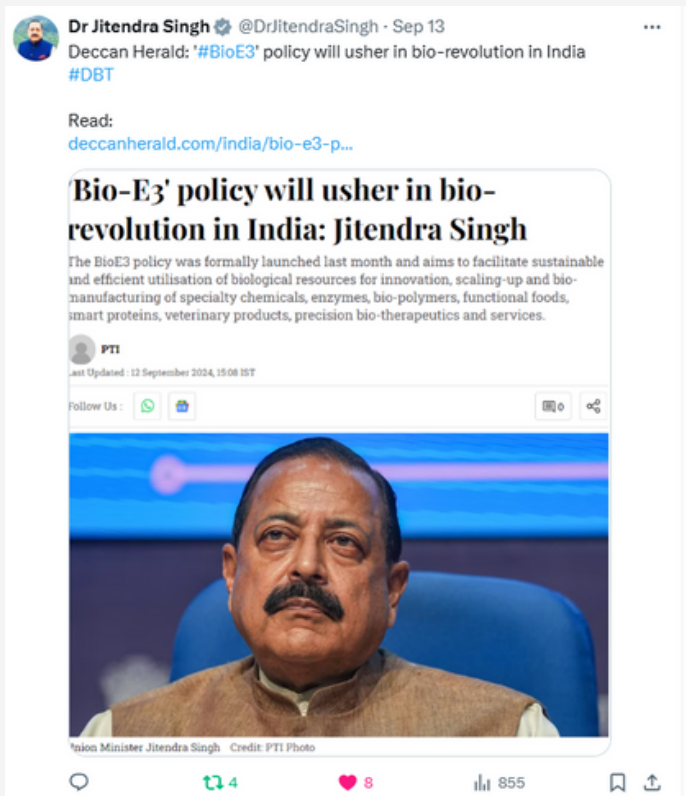 Dr Jitendra Singh @DrJitendraSingh · Sep 13
Deccan Herald: '#BioE3' policy will usher in bio-revolution in India
#DBT
Read:
deccanherald.com/india/bio-e3-p...
'Bio-E3' policy will usher in bio-
revolution in India: Jitendra Singh
The BioE3 policy was formally launched last month and aims to facilitate sustainable
and efficient utilisation of biological resources for innovation, scaling-up and bio-
manufacturing of specialty chemicals, enzymes, bio-polymers, functional foods,
smart proteins, veterinary products, precision bio-therapeutics and services.
PTI
Last Updated : 12 September 2024, 15:08 IST
Follow Us :
0
Union Minister Jitendra Singh Credit: PTI Photo
4 8 855